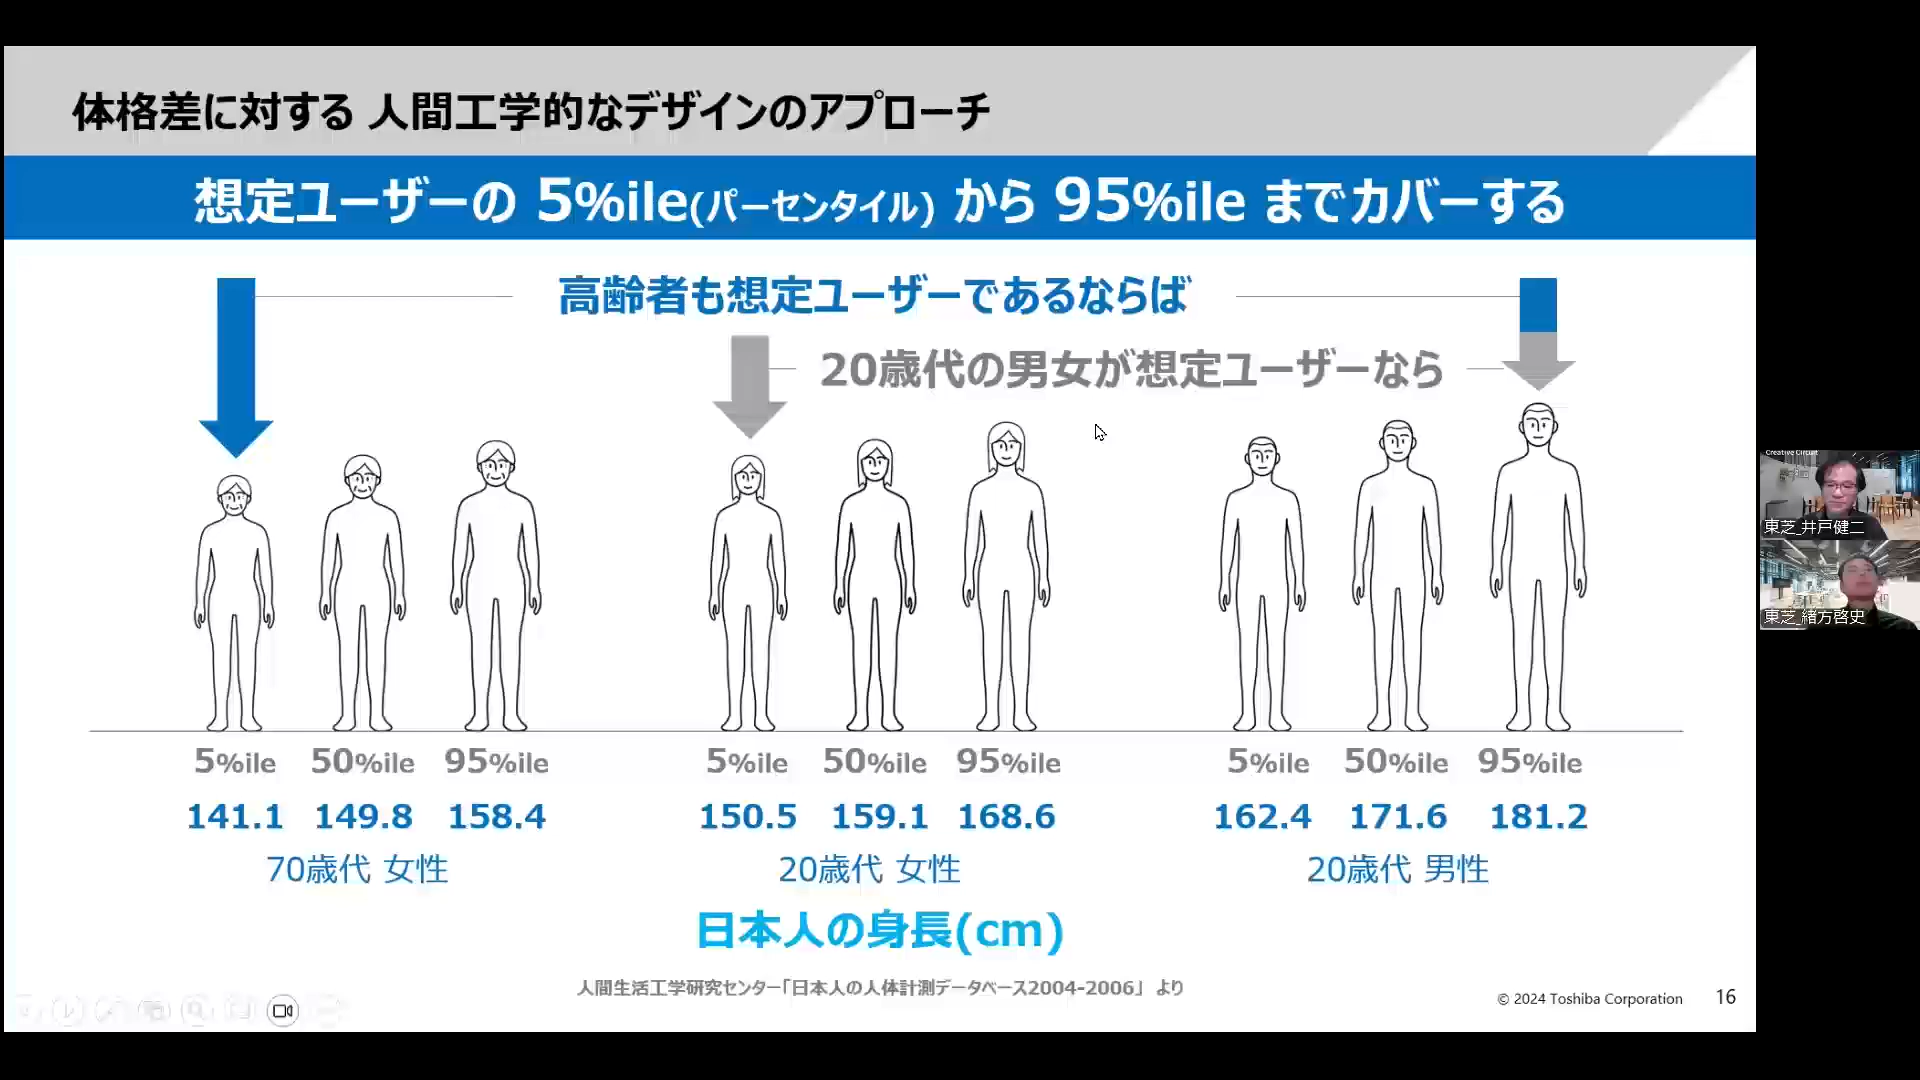 体格差に対する 人間工学的なデザインのアプローチ
想定ユーザーの 5%ile(パーセンタイル) から 95%ile までカバーする
高齢者も想定ユーザーであるならば
20歳代の男女が想定ユーザーなら
5%ile 50%ile 95%ile 5%ile 50%ile 95%ile 5%ile 50%ile 95%ile
141.1 149.8 158.4 150.5 159.1 168.6 162.4 171.6 181.2
70歳代 女性 20歳代 女性 20歳代 男性
日本人の身長(cm)
人間生活工学研究センター「日本人の人体計測データベース2004-2006」 より
© 2024 Toshiba Corporation 16
Creative Circuit
東芝_井戸健二
東芝_緒方啓史